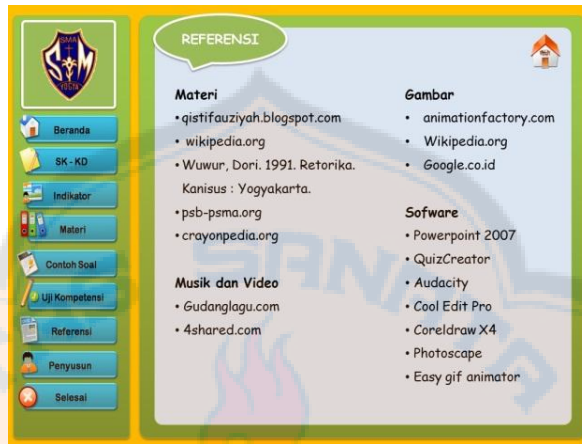 SMA
S M
YOGYA
Beranda
SK - KD
Indikator
Materi
Contoh Soal
Uji Kompetensi
Referensi
Penyusun
Selesai
REFERENSI
Materi
• qistifauziyah.blogspot.com
• wikipedia.org
• Wuwur, Dori. 1991. Retorika.
Kanisus : Yogyakarta.
• psb-psma.org
• crayonpedia.org
Musik dan Video
• Gudanglagu.com
• 4shared.com
Gambar
• animationfactory.com
• Wikipedia.org
• Google.co.id
Sofware
• Powerpoint 2007
• QuizCreator
• Audacity
• Cool Edit Pro
• Coreldraw X4
• Photoscape
• Easy gif animator